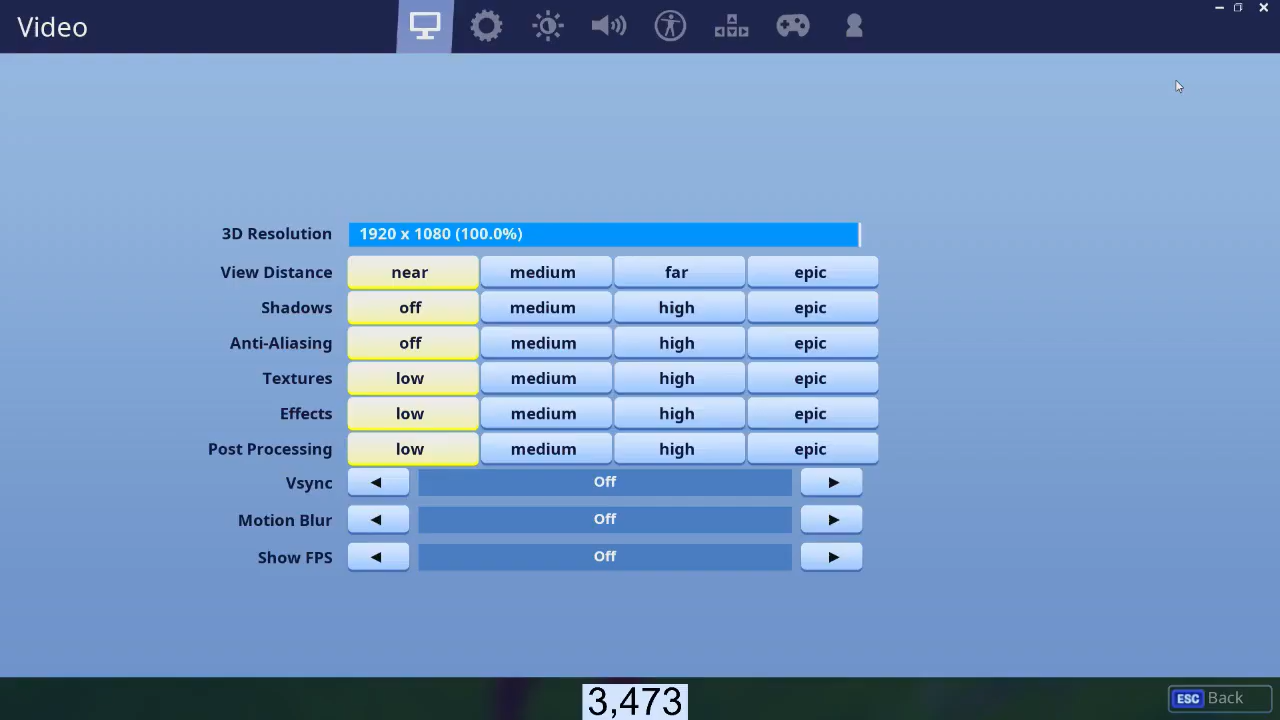 Video
3D Resolution 1920 x 1080 (100.0%)
View Distance near medium far epic
Shadows off medium high epic
Anti-Aliasing off medium high epic
Textures low medium high epic
Effects low medium high epic
Post Processing low medium high epic
Vsync Off
Motion Blur Off
Show FPS Off
3,473
ESC Back